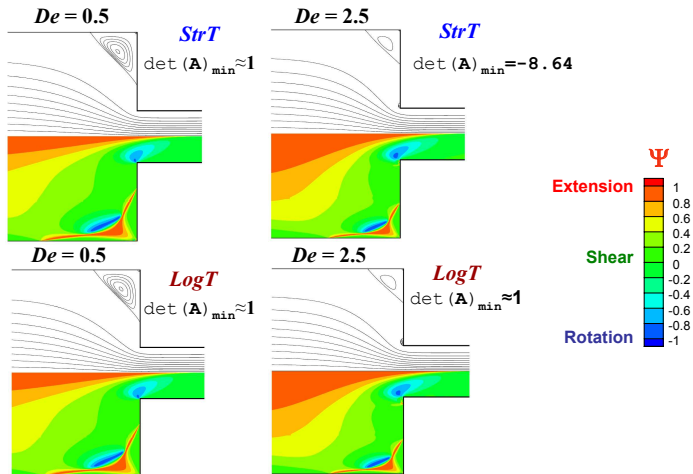 De = 0.5
StrT
det(A)min≈1
De = 2.5
StrT
det(A)min=-8.64
De = 0.5
LogT
det(A)min≈1
De = 2.5
LogT
det(A)min≈1
Ψ
Extension
Shear
Rotation
1
0.8
0.6
0.4
0.2
0
-0.2
-0.4
-0.6
-0.8
-1